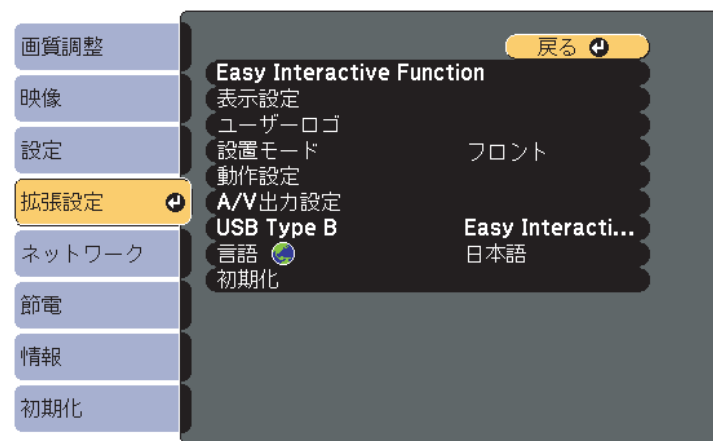 画質調整
映像
設定
拡張設定
ネットワーク
節電
情報
初期化
戻る
Easy Interactive Function
表示設定
ユーザーロゴ
設置モード フロント
動作設定
A/V出力設定
USB Type B Easy Interacti...
言語 日本語
初期化